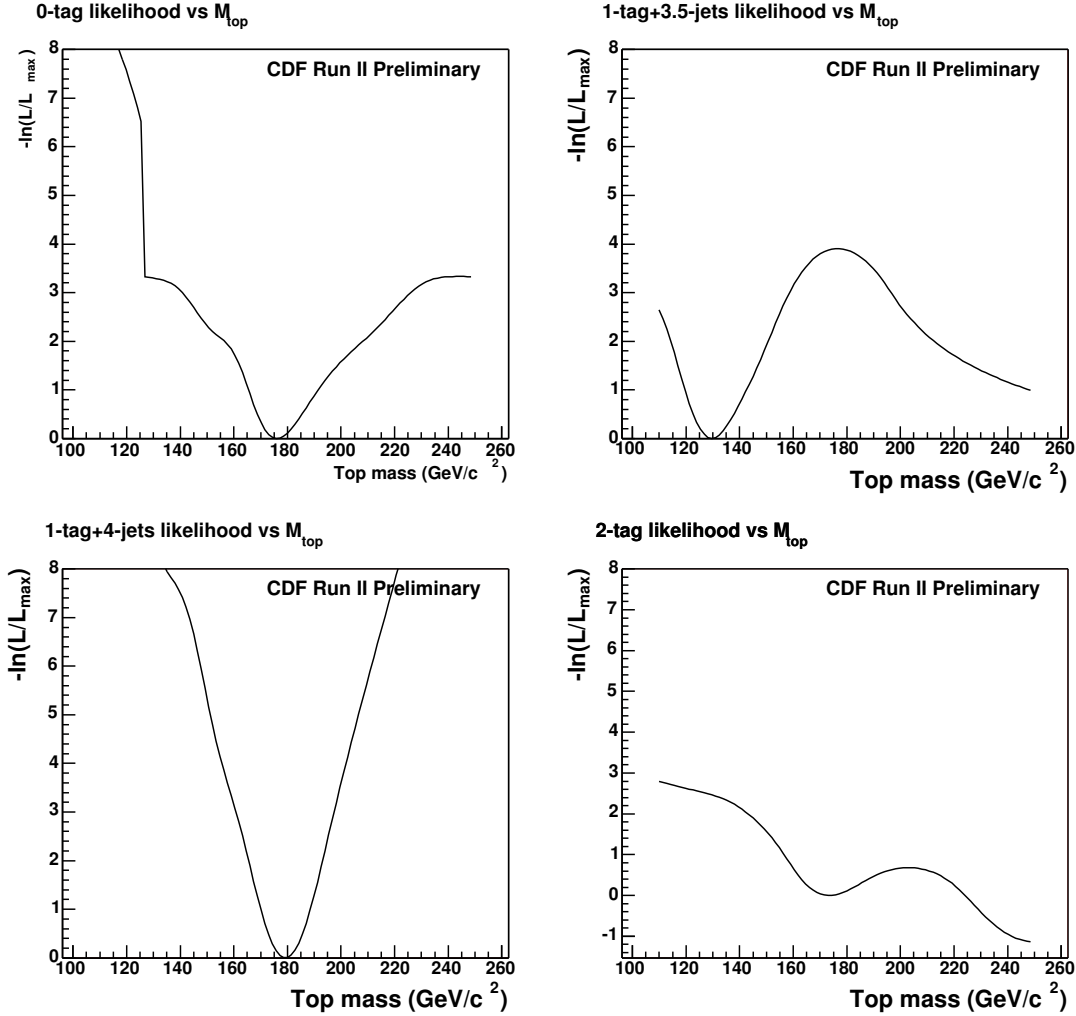 0-tag likelihood vs M_top
CDF Run II Preliminary
-ln(L/L_max)
8
7
6
5
4
3
2
1
0
100 120 140 160 180 200 220 240 260
Top mass (GeV/c²)
1-tag+3.5-jets likelihood vs M_top
CDF Run II Preliminary
-ln(L/L_max)
8
7
6
5
4
3
2
1
0
100 120 140 160 180 200 220 240 260
Top mass (GeV/c²)
1-tag+4-jets likelihood vs M_top
CDF Run II Preliminary
-ln(L/L_max)
8
7
6
5
4
3
2
1
0
100 120 140 160 180 200 220 240 260
Top mass (GeV/c²)
2-tag likelihood vs M_top
CDF Run II Preliminary
-ln(L/L_max)
8
7
6
5
4
3
2
1
0
-1
100 120 140 160 180 200 220 240 260
Top mass (GeV/c²)